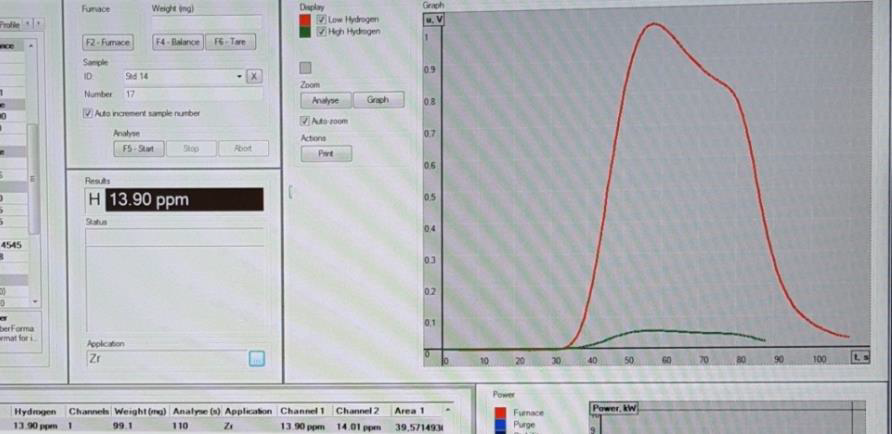 Profile
Furnace Weight (mg)
F2 - Furnace F4 - Balance F6 - Tare
Sample
ID: Std 14 X
Number 17
Auto increment sample number
Analyse
F5 - Start Stop Abort
Results
H 13.90 ppm
Status
Application
Zr ...
4545
Display
Low Hydrogen
High Hydrogen
Zoom
Analyse Graph
Auto-zoom
Actions
Print
Graph
u, V
1
0.9
0.8
0.7
0.6
0.5
0.4
0.3
0.2
0.1
0
0 10 20 30 40 50 60 70 80 90 100 t, s
Hydrogen Channels Weight (mg) Analyse (s) Application Channel 1 Channel 2 Area 1
13.90 ppm 1 99.1 110 Zr 13.90 ppm 14.01 ppm 39,571493
Power
Furnace
Purge
Power, kW
9